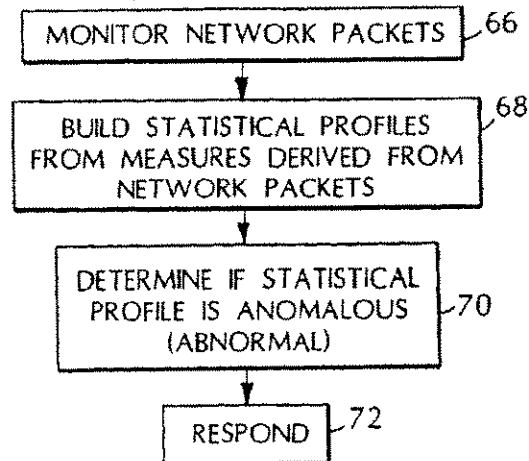 MONITOR NETWORK PACKETS 66
BUILD STATISTICAL PROFILES 68
FROM MEASURES DERIVED FROM
NETWORK PACKETS
DETERMINE IF STATISTICAL
PROFILE IS ANOMALOUS 70
(ABNORMAL)
RESPOND 72